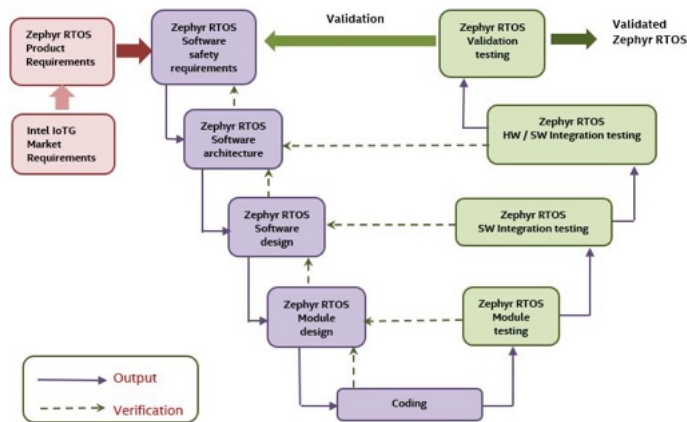 Zephyr RTOS
Product
Requirements
Zephyr RTOS
Software
safety
requirements
Validation
Zephyr RTOS
Validation
testing
Validated
Zephyr RTOS
Intel IoTG
Market
Requirements
Zephyr RTOS
Software
architecture
Zephyr RTOS
HW / SW Integration testing
Zephyr RTOS
Software
design
Zephyr RTOS
SW Integration testing
Zephyr RTOS
Module
design
Zephyr RTOS
Module
testing
Output
Verification
Coding